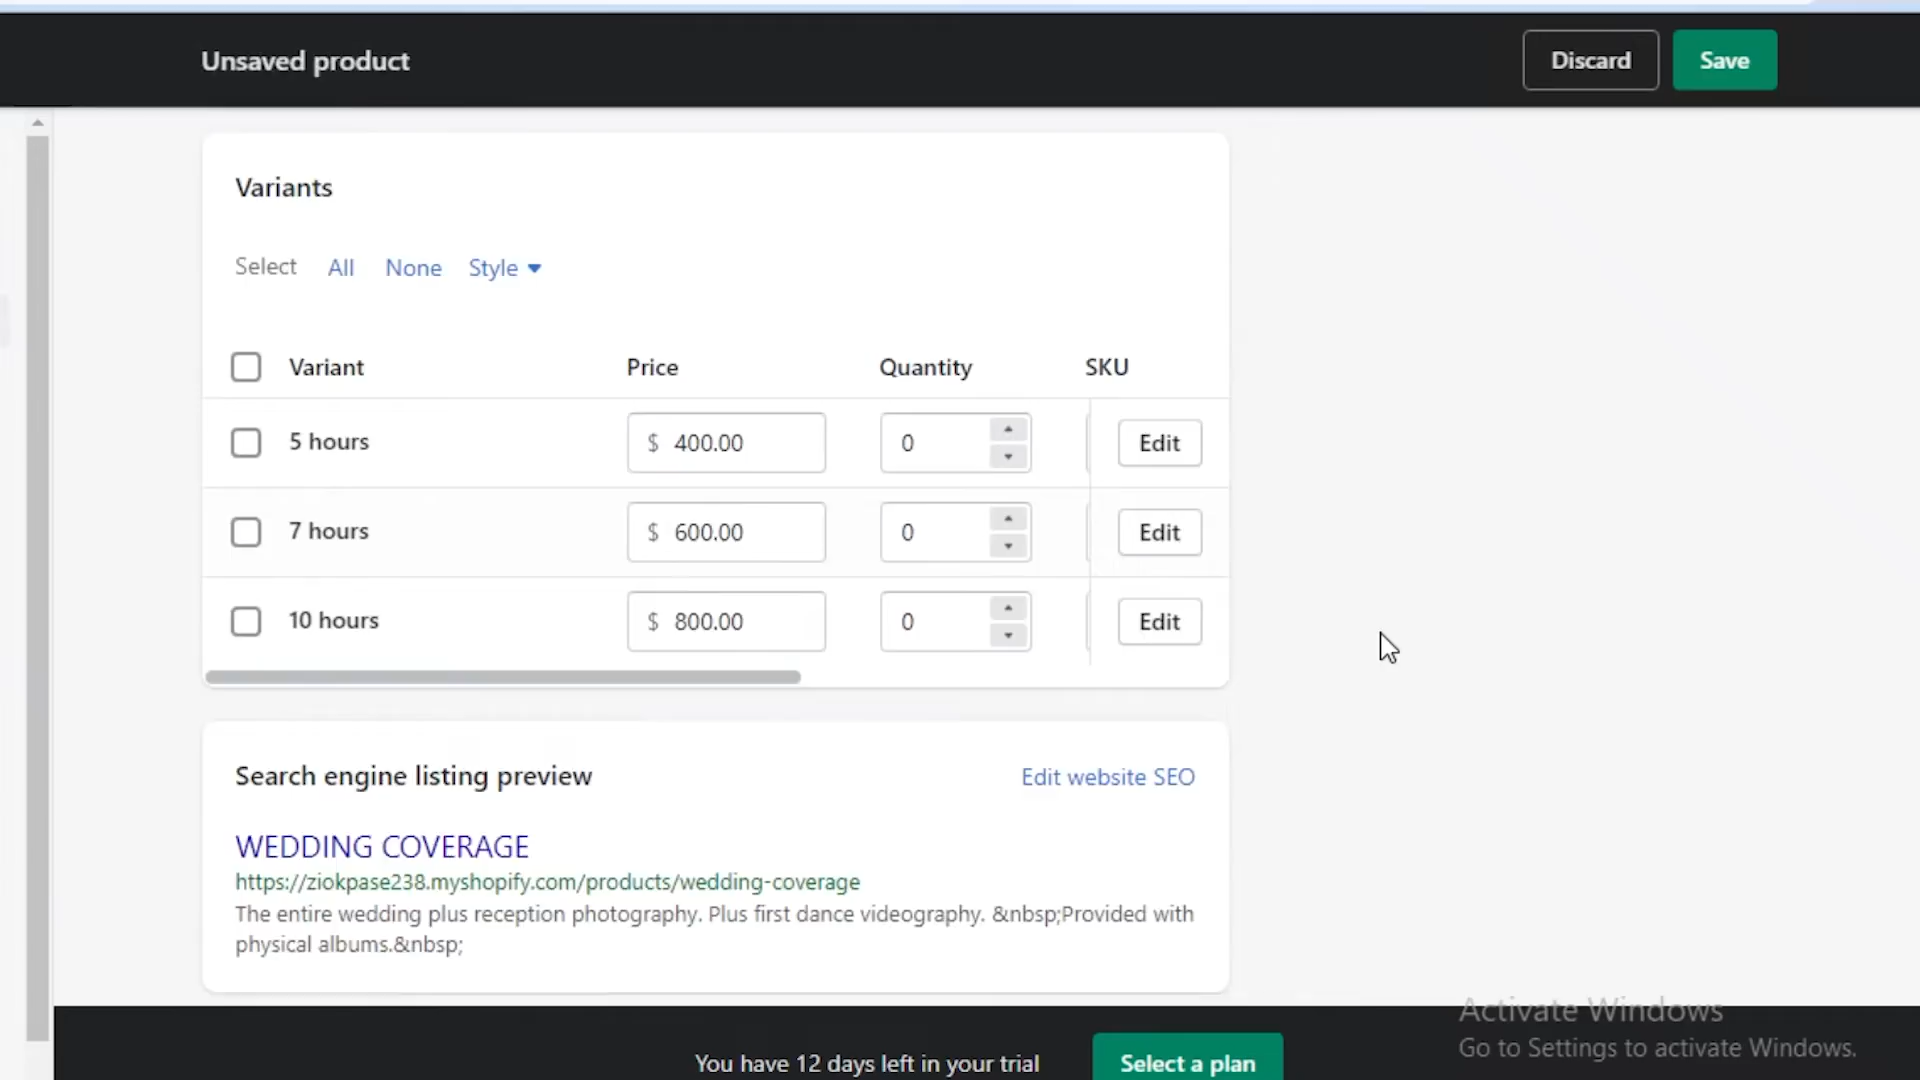 Unsaved product
Discard
Save
Variants
Select All None Style
Variant Price Quantity SKU
5 hours $ 400.00 0 Edit
7 hours $ 600.00 0 Edit
10 hours $ 800.00 0 Edit
Search engine listing preview
Edit website SEO
WEDDING COVERAGE
https://ziokpase238.myshopify.com/products/wedding-coverage
The entire wedding plus reception photography. Plus first dance videography. &nbsp;Provided with
physical albums.&nbsp;
Activate Windows
Go to Settings to activate Windows.
You have 12 days left in your trial
Select a plan